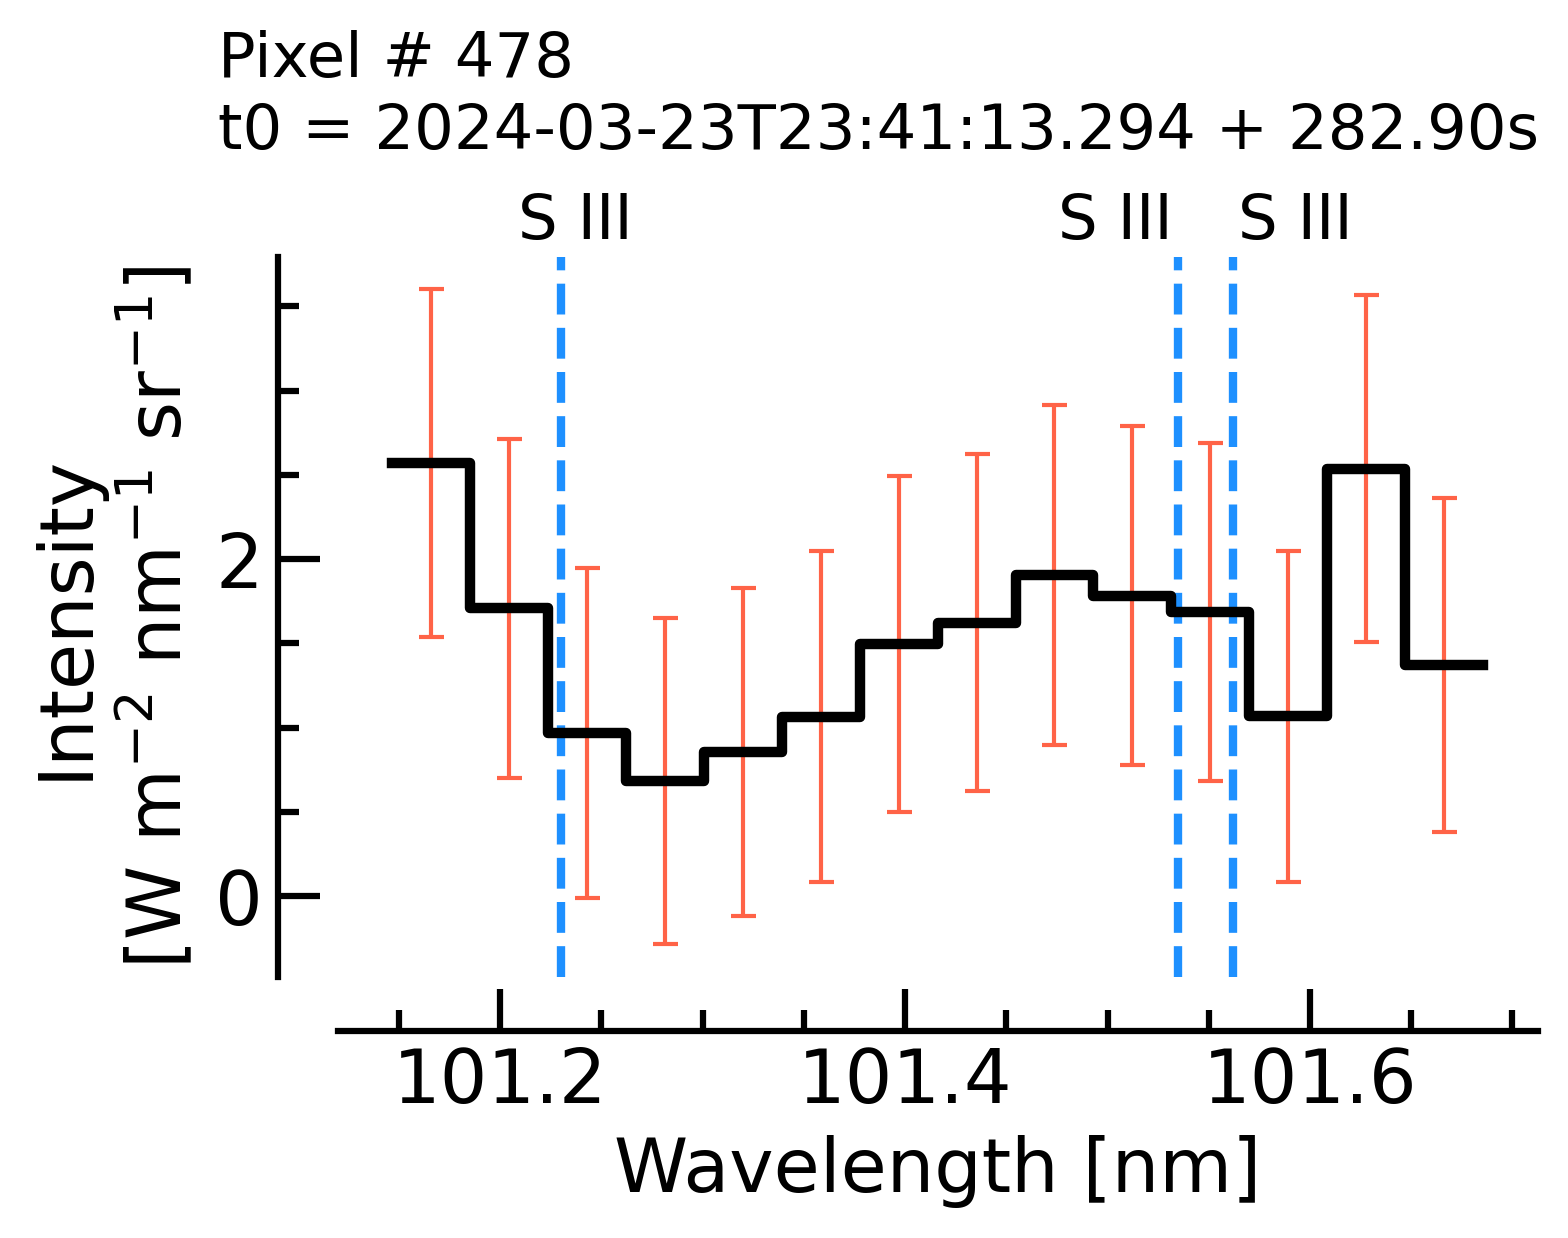 Pixel # 478
t0 = 2024-03-23T23:41:13.294 + 282.90s
S III S III S III
Intensity
[W m⁻² nm⁻¹ sr⁻¹]
2
0
101.2 101.4 101.6
Wavelength [nm]